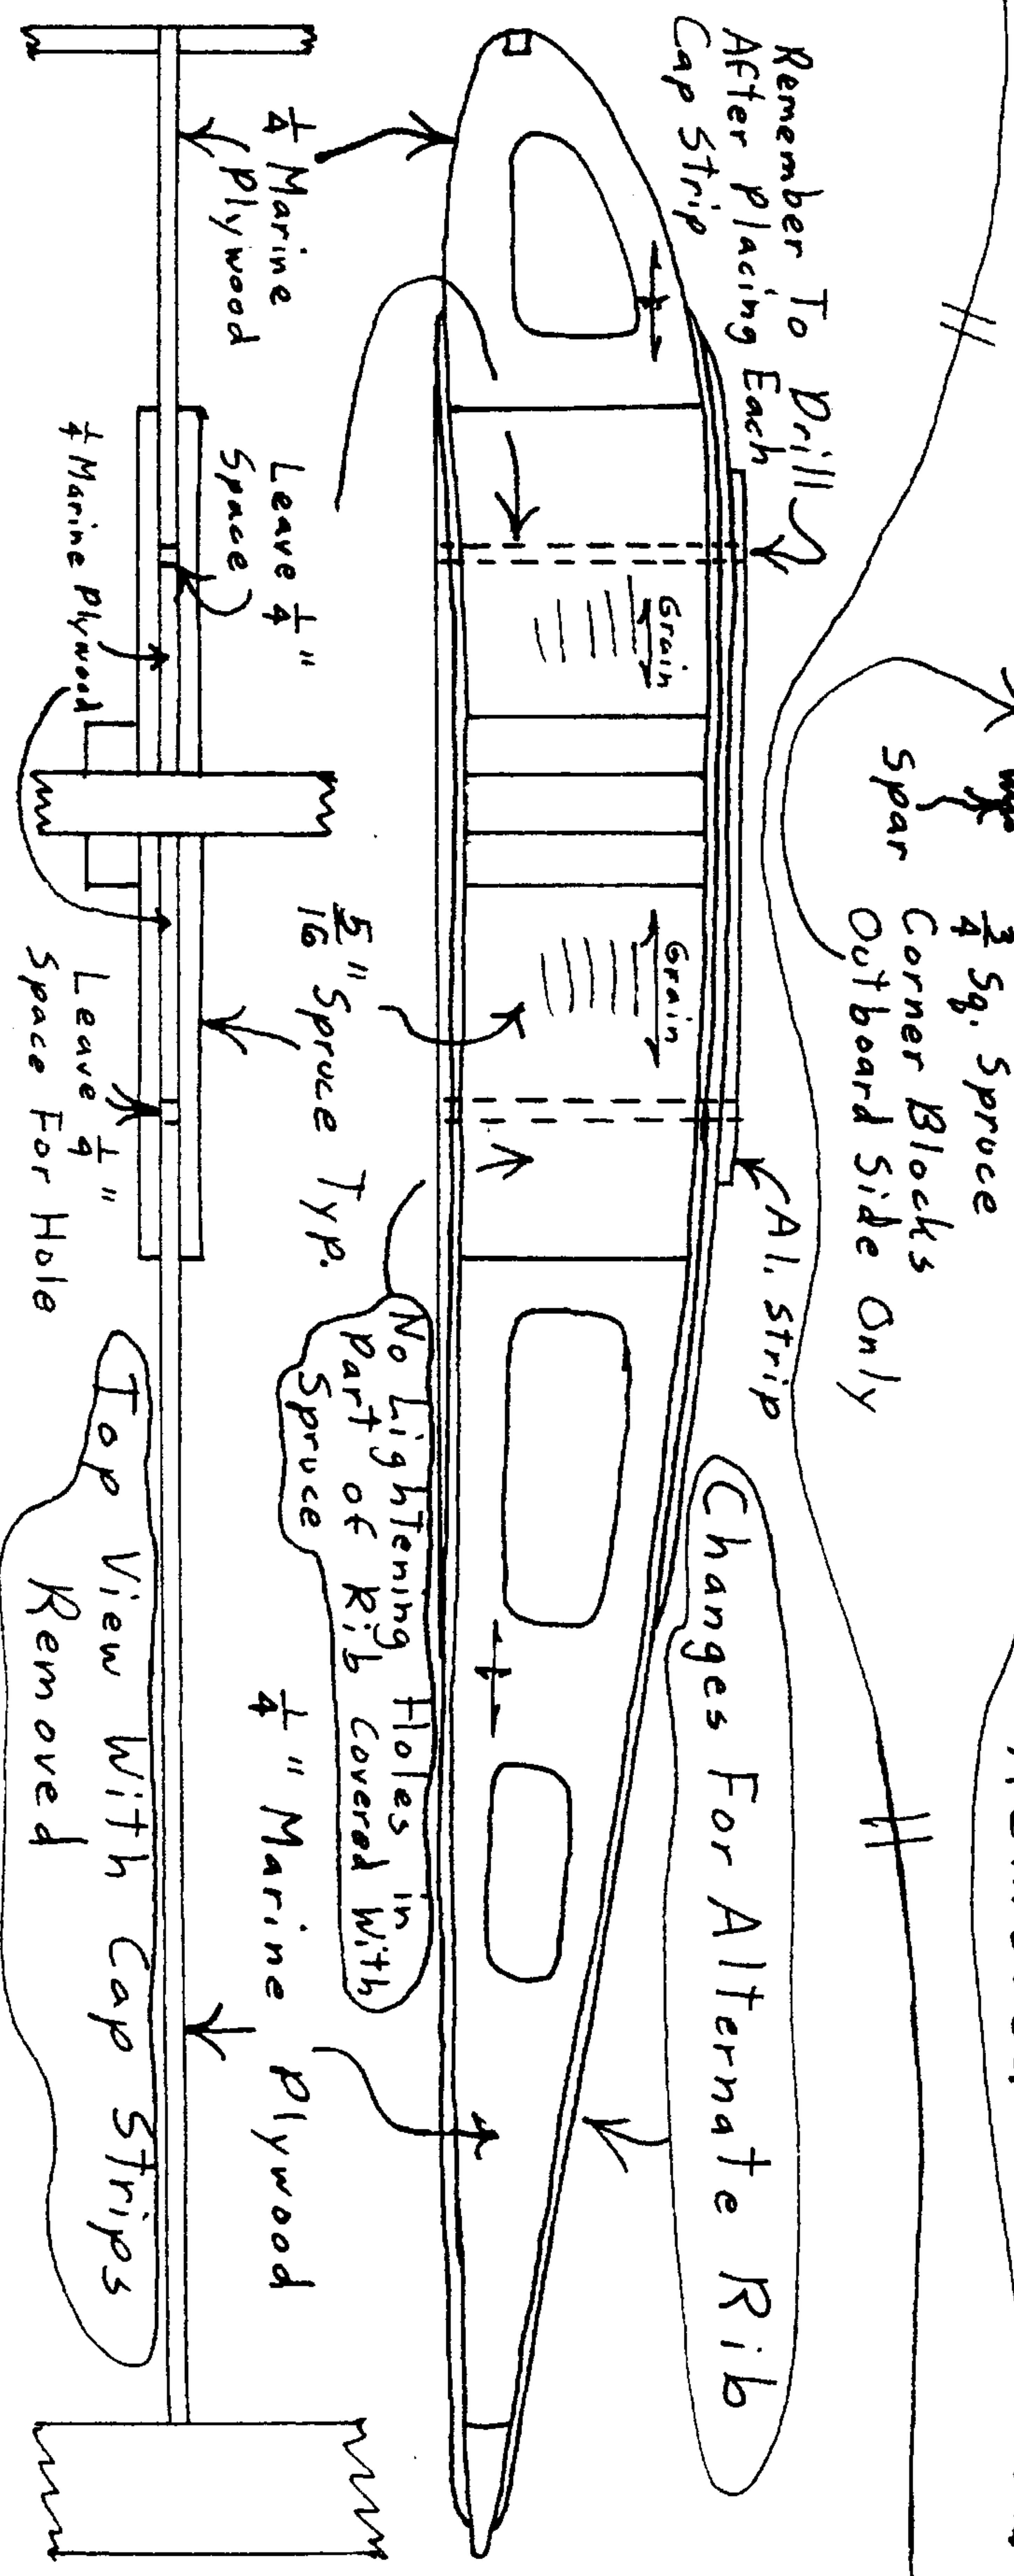 Spar
3/4 Sq. Spruce
Corner Blocks
Outboard Side Only
Remember To Drill
After placing Each
Cap Strip
Al. Strip
Changes For Alternate Rib
Grain
Grain
1/4 Marine
Plywood
Leave 1/4"
Space
5/16" Spruce Typ.
No Lightening Holes in
Part of Rib Covered With
Spruce
1/4" Marine Plywood
1/4 Marine Plywood
Leave 1/4"
Space For Hole
Top View With Cap Strips
Removed